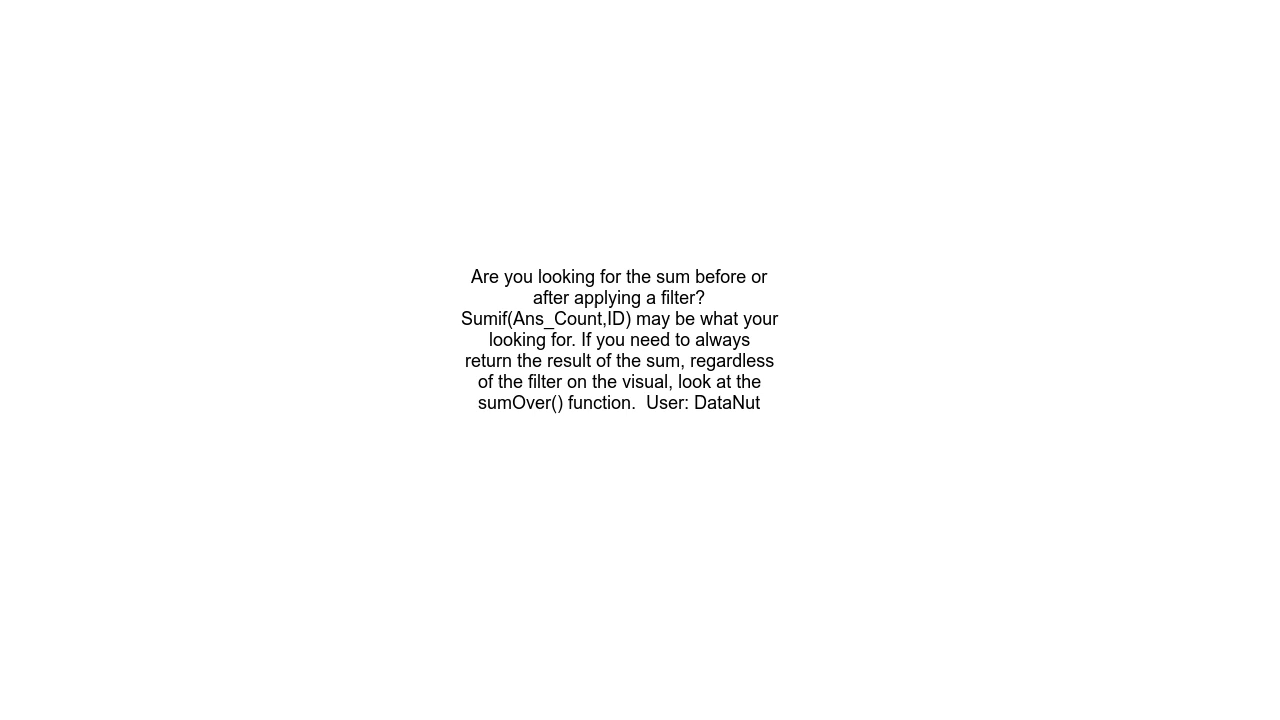 Are you looking for the sum before or
after applying a filter?
Sumif(Ans_Count,ID) may be what your
looking for. If you need to always
return the result of the sum, regardless
of the filter on the visual, look at the
sumOver() function.  User: DataNut